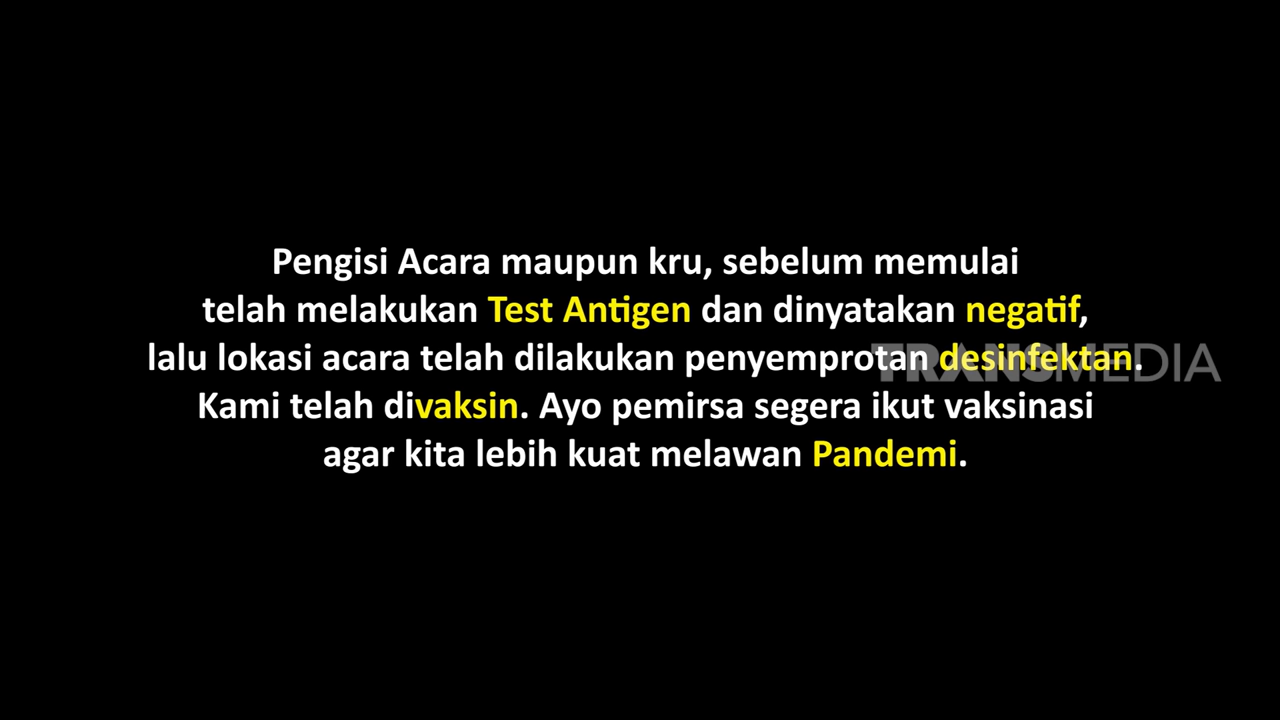 Pengisi Acara maupun kru, sebelum memulai
telah melakukan Test Antigen dan dinyatakan negatif,
lalu lokasi acara telah dilakukan penyemprotan desinfektan.
TRANSMEDIA
Kami telah divaksin. Ayo pemirsa segera ikut vaksinasi
agar kita lebih kuat melawan Pandemi.